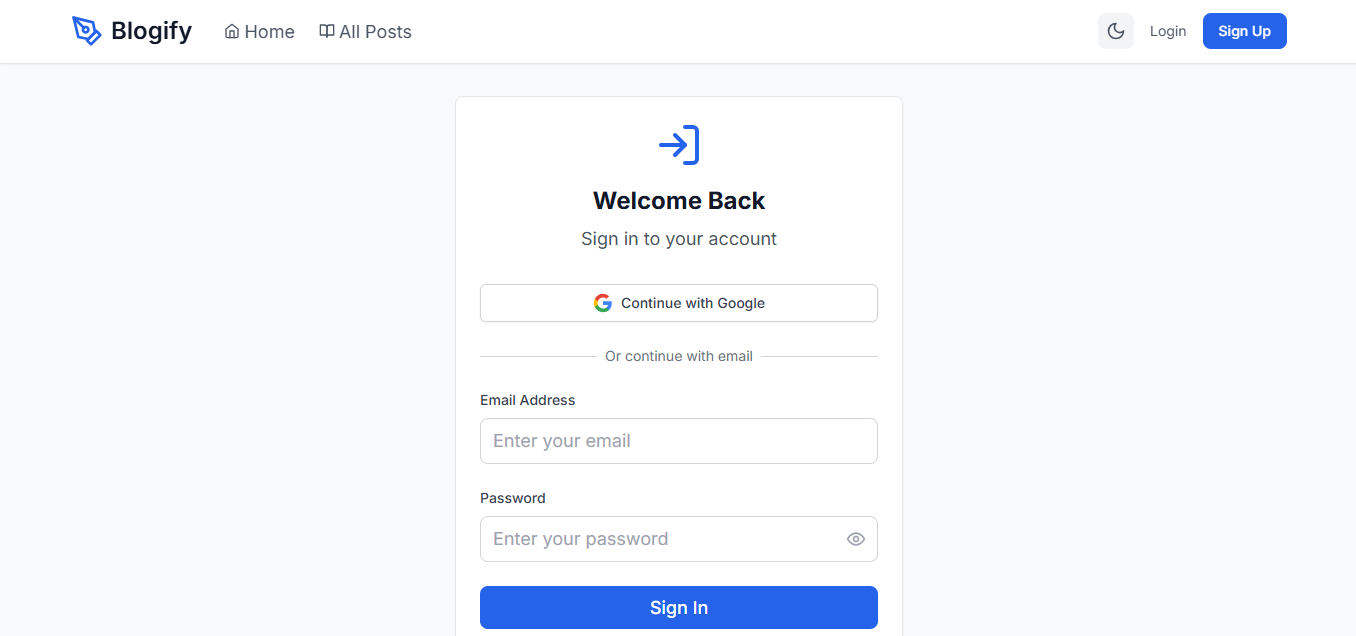 Blogify Home All Posts Login Sign Up
Welcome Back
Sign in to your account
Continue with Google
Or continue with email
Email Address
Enter your email
Password
Enter your password
Sign In